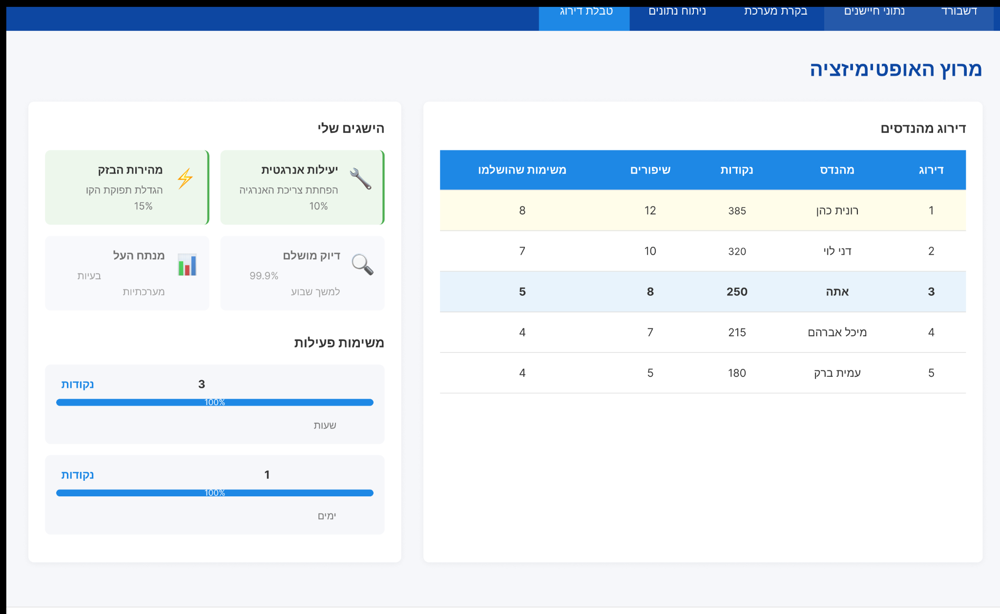 דשבורד נתוני חיישנים בקרת מערכת ניתוח נתונים טבלת דירוג
מרוץ האופטימיזציה
דירוג מהנדסים
דירוג מהנדס נקודות שיפורים משימות שהושלמו
1 רונית כהן 385 12 8
2 דני לוי 320 10 7
3 אתה 250 8 5
4 מיכל אברהם 215 7 4
5 עמית ברק 180 5 4
הישגים שלי
יעילות אנרגטית
הפחתת צריכת האנרגיה
10%
מהירות הבזק
הגדלת תפוקת הקו
15%
דיוק מושלם
99.9%
למשך שבוע
מנתח העל
בעיות
מערכתיות
משימות פעילות
3 נקודות
100%
שעות
1 נקודות
100%
ימים